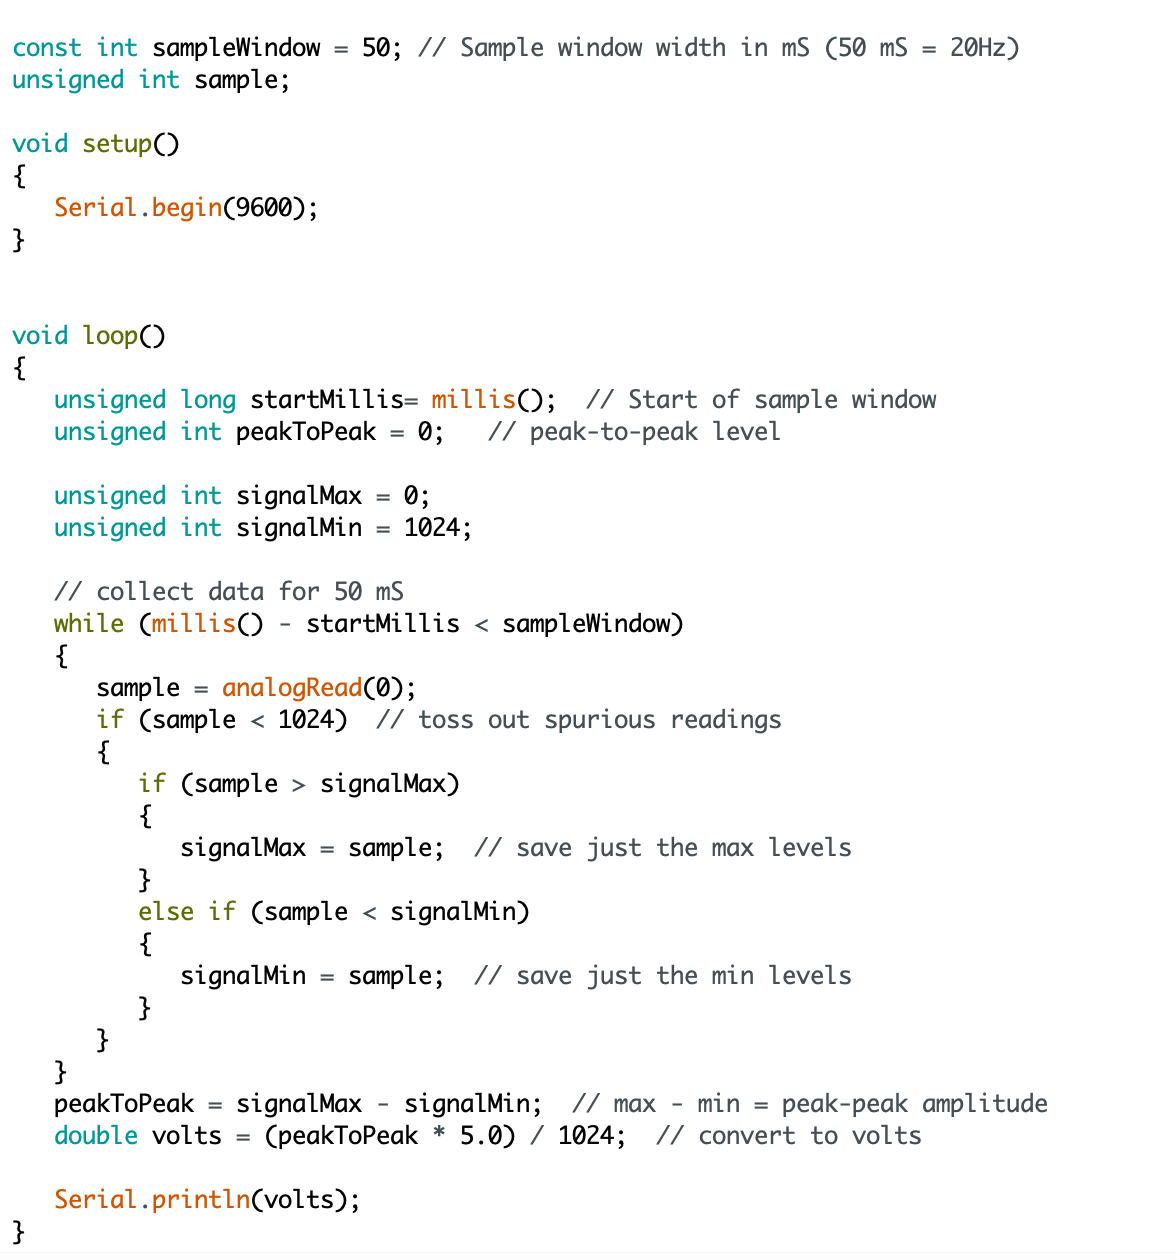 const int sampleWindow = 50; // Sample window width in mS (50 mS = 20Hz)
unsigned int sample;

void setup()
{
   Serial.begin(9600);
}


void loop()
{
   unsigned long startMillis= millis();  // Start of sample window
   unsigned int peakToPeak = 0;   // peak-to-peak level

   unsigned int signalMax = 0;
   unsigned int signalMin = 1024;

   // collect data for 50 mS
   while (millis() - startMillis < sampleWindow)
   {
      sample = analogRead(0);
      if (sample < 1024)  // toss out spurious readings
      {
         if (sample > signalMax)
         {
            signalMax = sample;  // save just the max levels
         }
         else if (sample < signalMin)
         {
            signalMin = sample;  // save just the min levels
         }
      }
   }
   peakToPeak = signalMax - signalMin;  // max - min = peak-peak amplitude
   double volts = (peakToPeak * 5.0) / 1024;  // convert to volts

   Serial.println(volts);
}